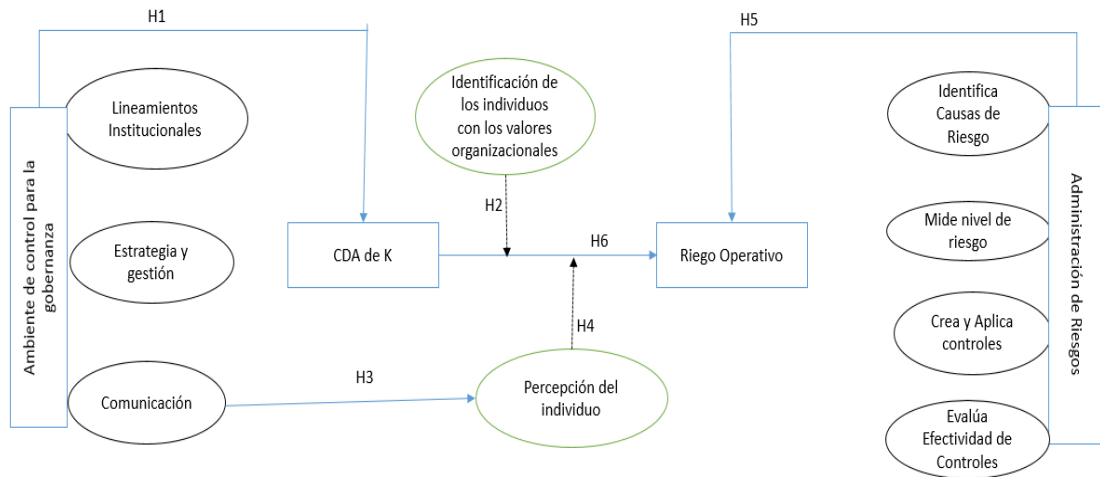 H1
H5
Lineamientos
Institucionales
Identificación de
los individuos
con los valores
organizacionales
Identifica
Causas de
Riesgo
Ambiente de control para la
gobernanza
Administración de Riesgos
H2
Estrategia y
gestión
CDA de K
H6
Riego Operativo
Mide nivel de
riesgo
H4
Crea y Aplica
controles
H3
Comunicación
Percepción del
individuo
Evalúa
Efectividad de
Controles